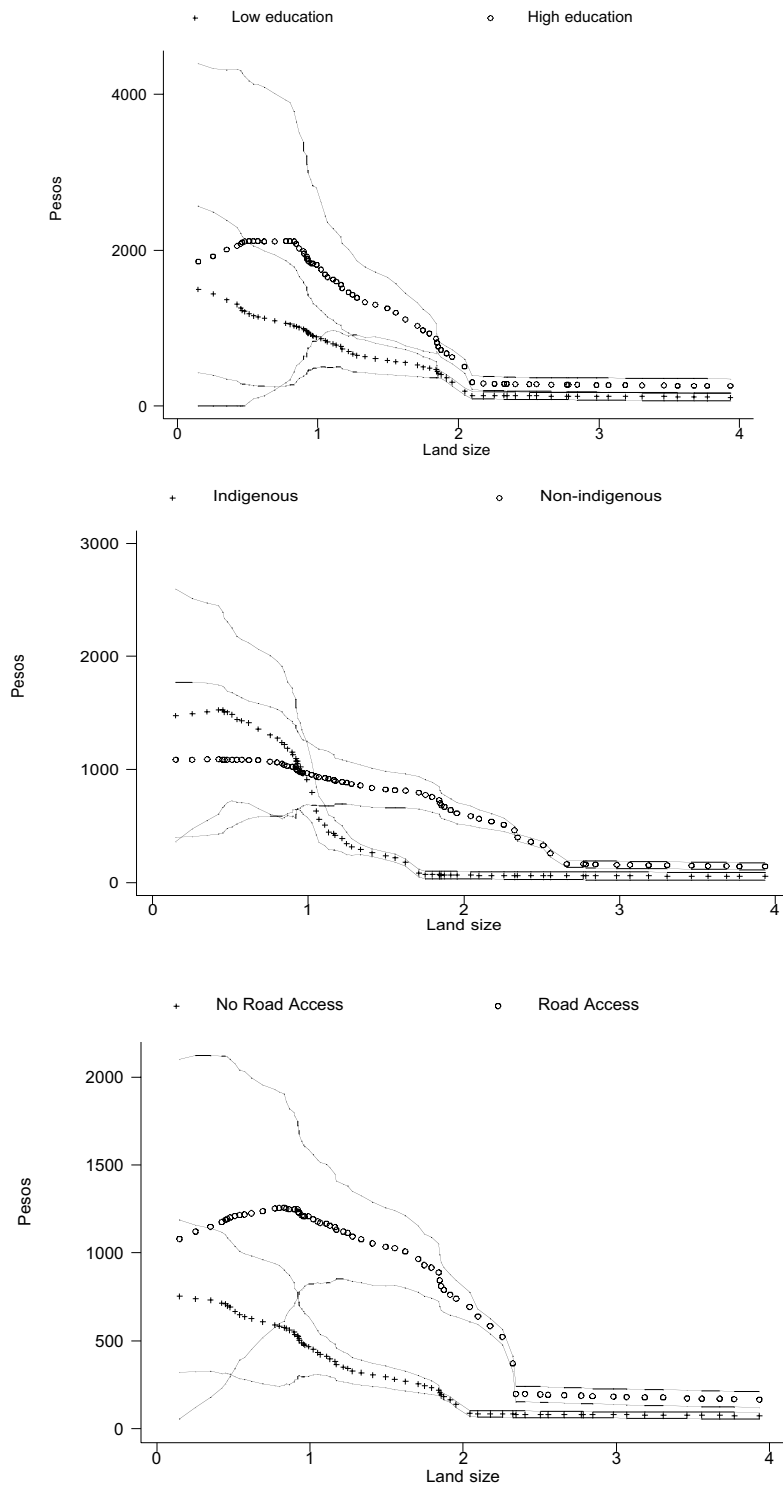 + Low education o High education
4000
2000
0
Pesos
0 1 2 3 4
Land size
+ Indigenous o Non-indigenous
3000
2000
1000
0
Pesos
0 1 2 3 4
Land size
+ No Road Access o Road Access
2000
1500
1000
500
0
Pesos
0 1 2 3 4
Land size